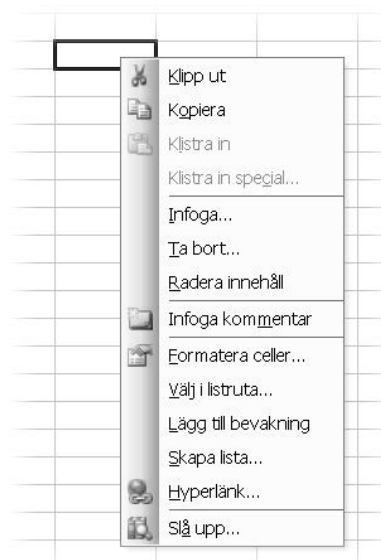 Klipp ut
Kopiera
Klistra in
Klistra in special...
Infoga...
Ta bort...
Radera innehåll
Infoga kommentar
Formatera celler...
Välj i listruta...
Lägg till bevakning
Skapa lista...
Hyperlänk...
Slå upp...